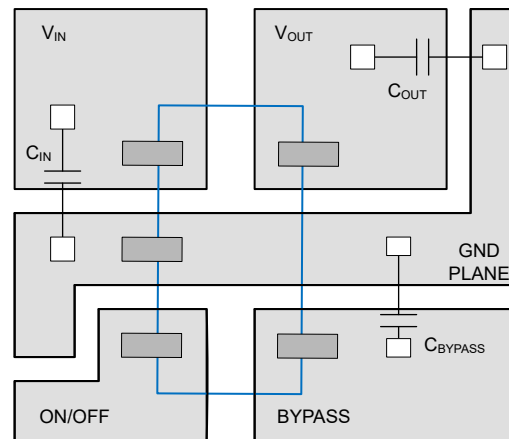 VIN
VOUT
COUT
CIN
GND
PLANE
CBYPASS
ON/OFF
BYPASS